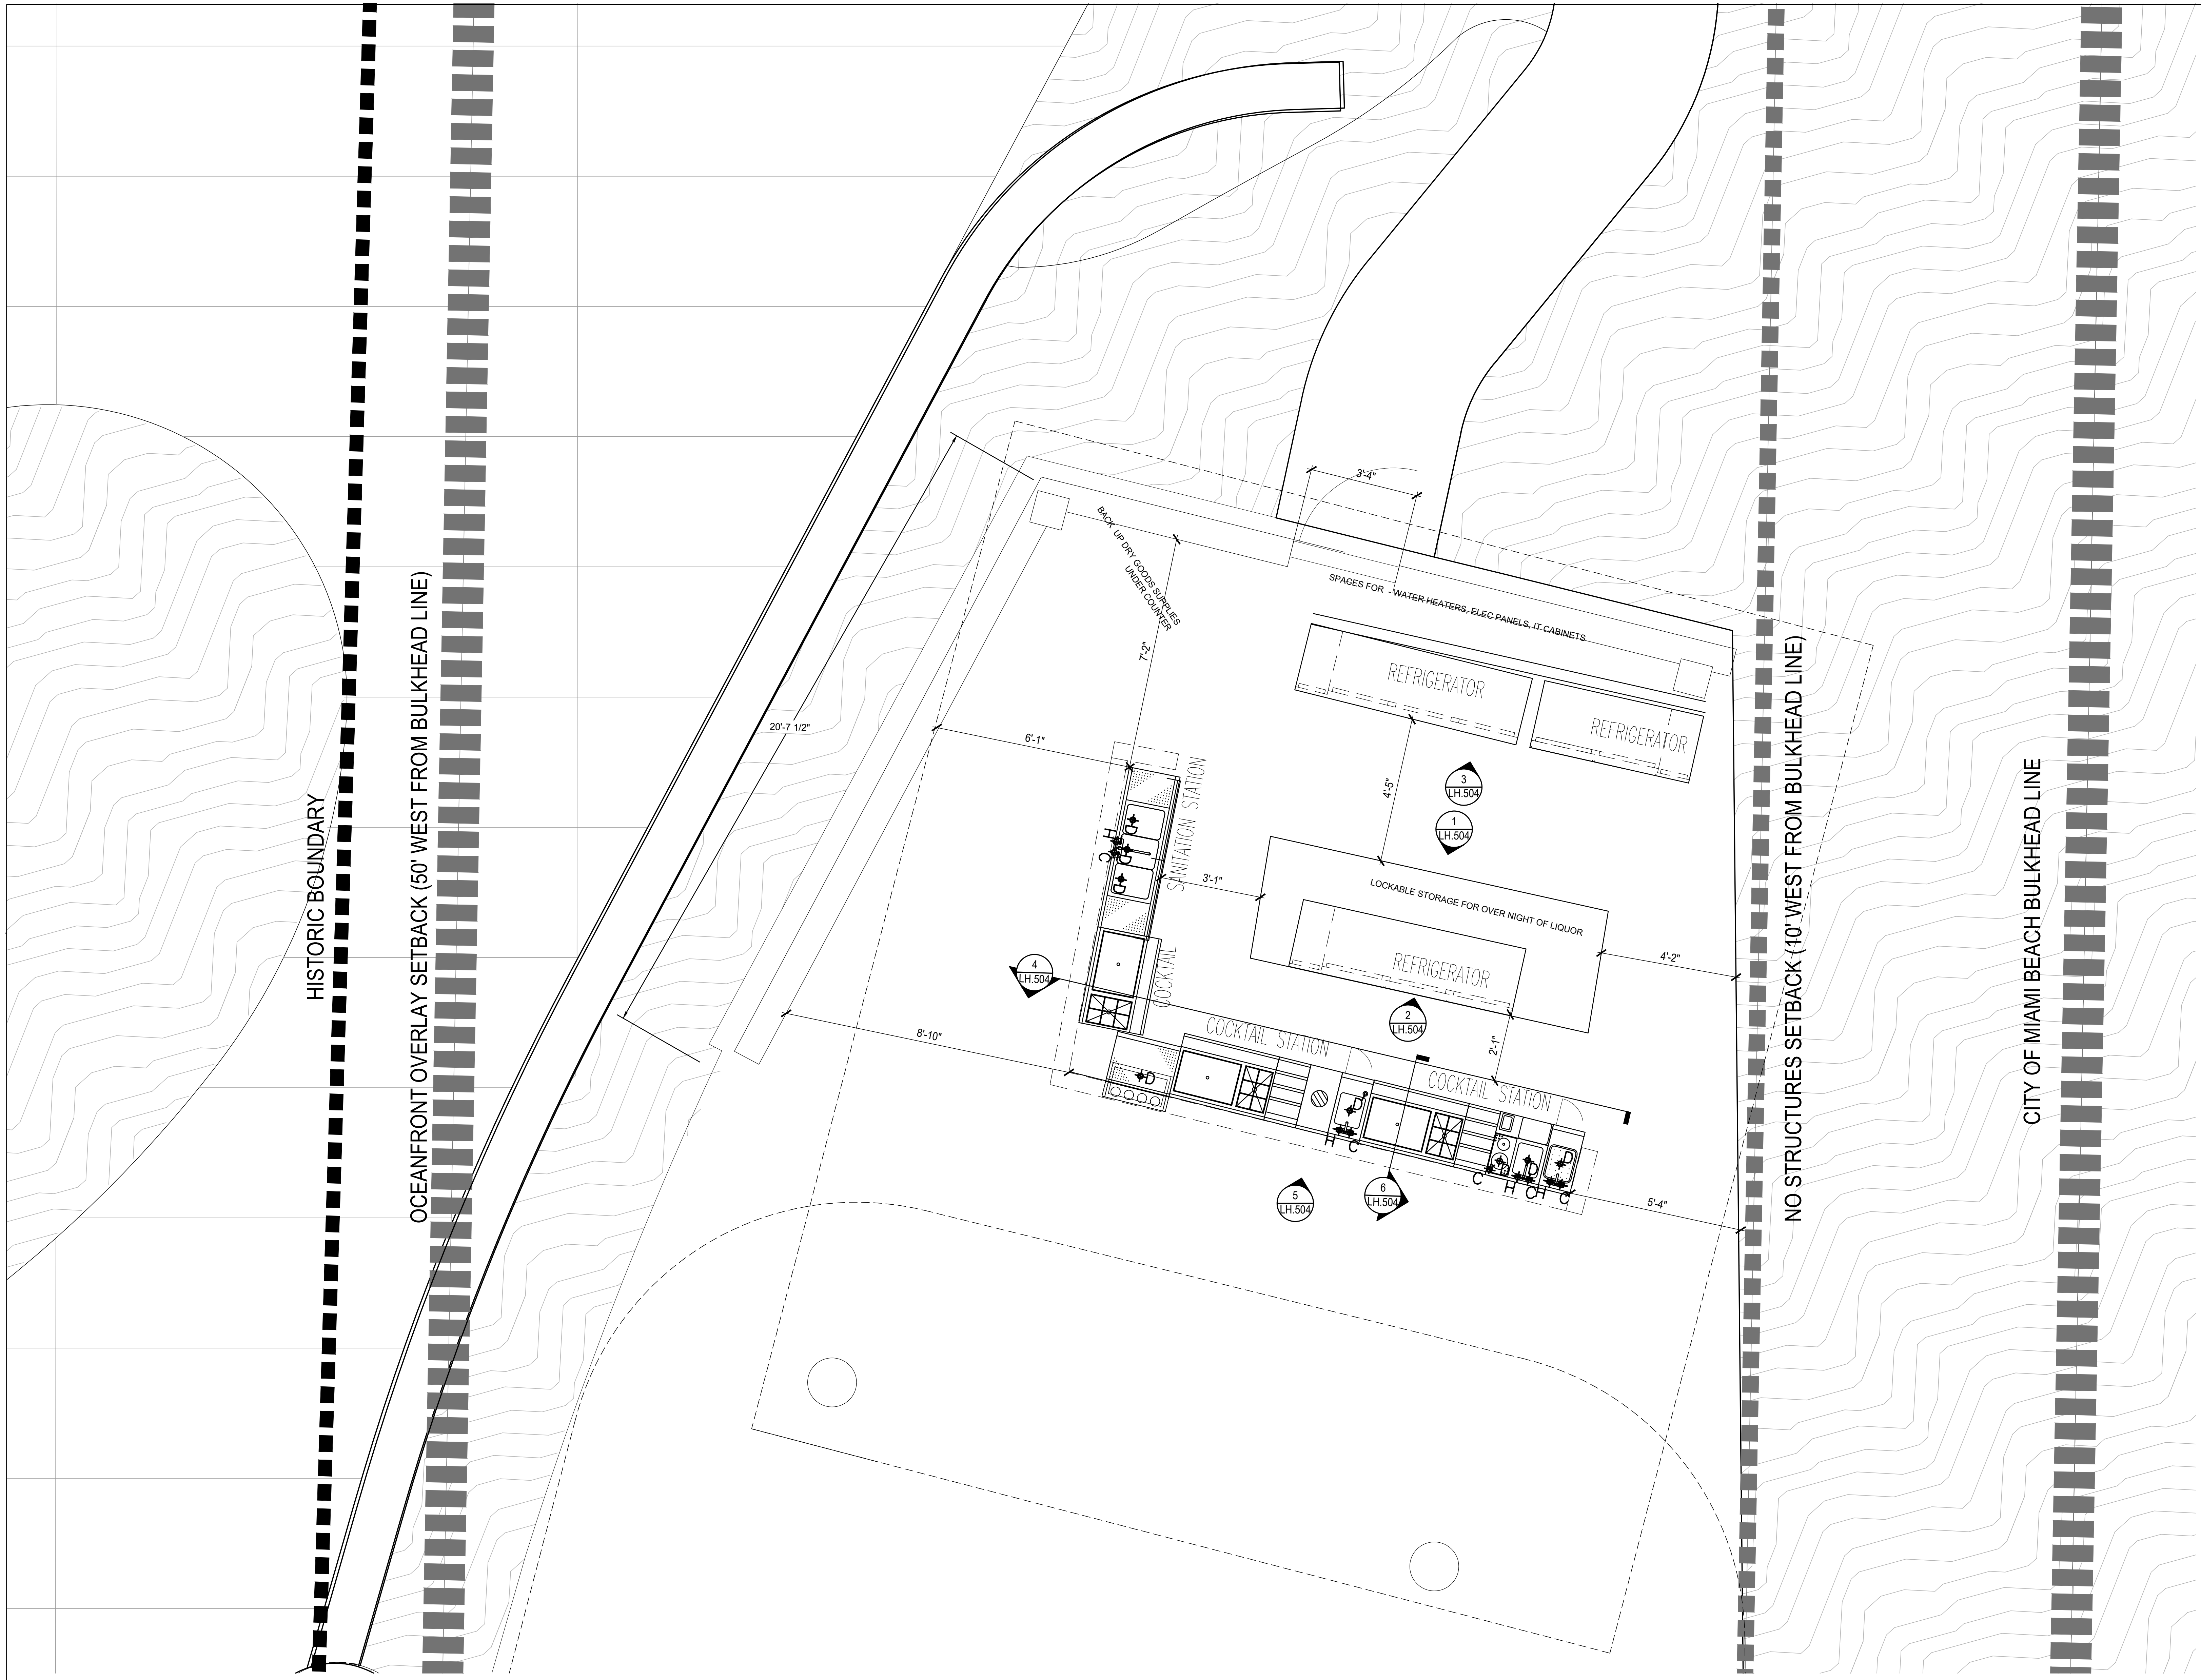 HISTORIC BOUNDARY
OCEANFRONT OVERLAY SETBACK (50' WEST FROM BULKHEAD LINE)
20'-7 1/2"
3'-4"
BACK UP DRY GOODS SUPPLIES
UNDER COUNTER
SPACES FOR - WATER HEATERS, ELEC PANELS, IT CABINETS
7'-2"
REFRIGERATOR
REFRIGERATOR
6'-1"
4'-5"
3
LH.504
1
LH.504
SANITATION STATION
D
H
D
C
D
3'-1"
LOCKABLE STORAGE FOR OVER NIGHT OF LIQUOR
REFRIGERATOR
4'-2"
COCKTAIL
4
LH.504
2
LH.504
8'-10"
COCKTAIL STATION
2'-1"
COCKTAIL STATION
D
D
H
C
D
D
D
C
H
C
H
C
5
LH.504
6
LH.504
5'-4"
NO STRUCTURES SETBACK (10' WEST FROM BULKHEAD LINE)
CITY OF MIAMI BEACH BULKHEAD LINE